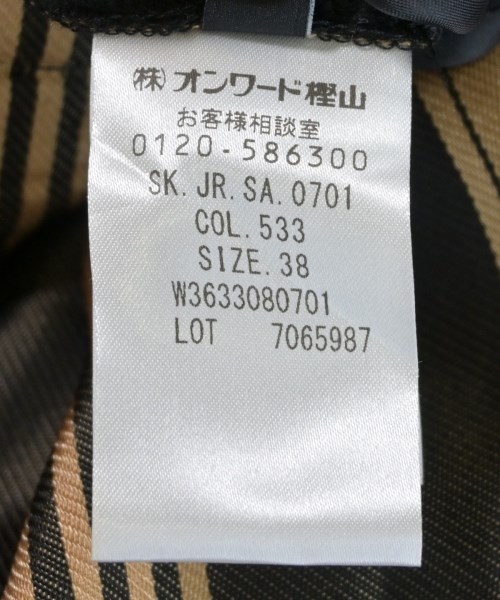 (株)オンワード樫山
お客様相談室
0120-586300
SK.JR.SA.0701
COL.533
SIZE.38
W3633080701
LOT 7065987